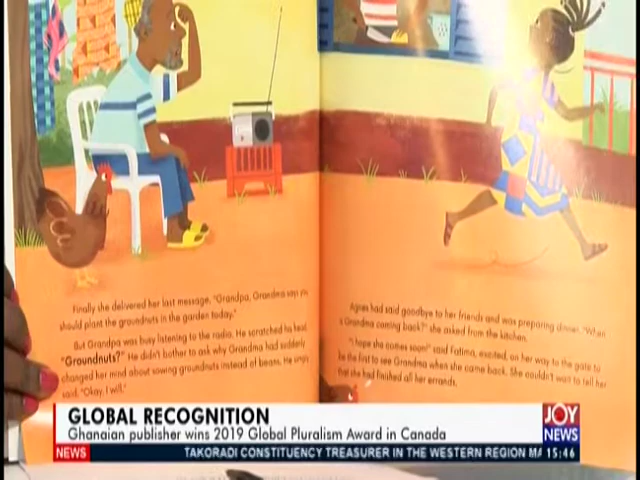 Finally she delivered her last message, "Grandpa, Grandma says you
should plant the groundnuts in the garden today."
But Grandpa was busy listening to the radio. He scratched his head.
"Groundnuts?" He didn't bother to ask why Grandma had suddenly
changed her mind about sowing groundnuts instead of beans. He simply
said, "Okay, I will."
Agnes had said goodbye to her friends and was preparing dinner. "When
is Grandma coming back?" she asked from the kitchen.
"I hope she comes soon!" said Fatima, excited, on her way to the gate to
be the first to see Grandma when she came back. She couldn't wait to tell her
that she had finished all her errands.
GLOBAL RECOGNITION
Ghanaian publisher wins 2019 Global Pluralism Award in Canada
JOY
NEWS
NEWS
TAKORADI CONSTITUENCY TREASURER IN THE WESTERN REGION
15:46